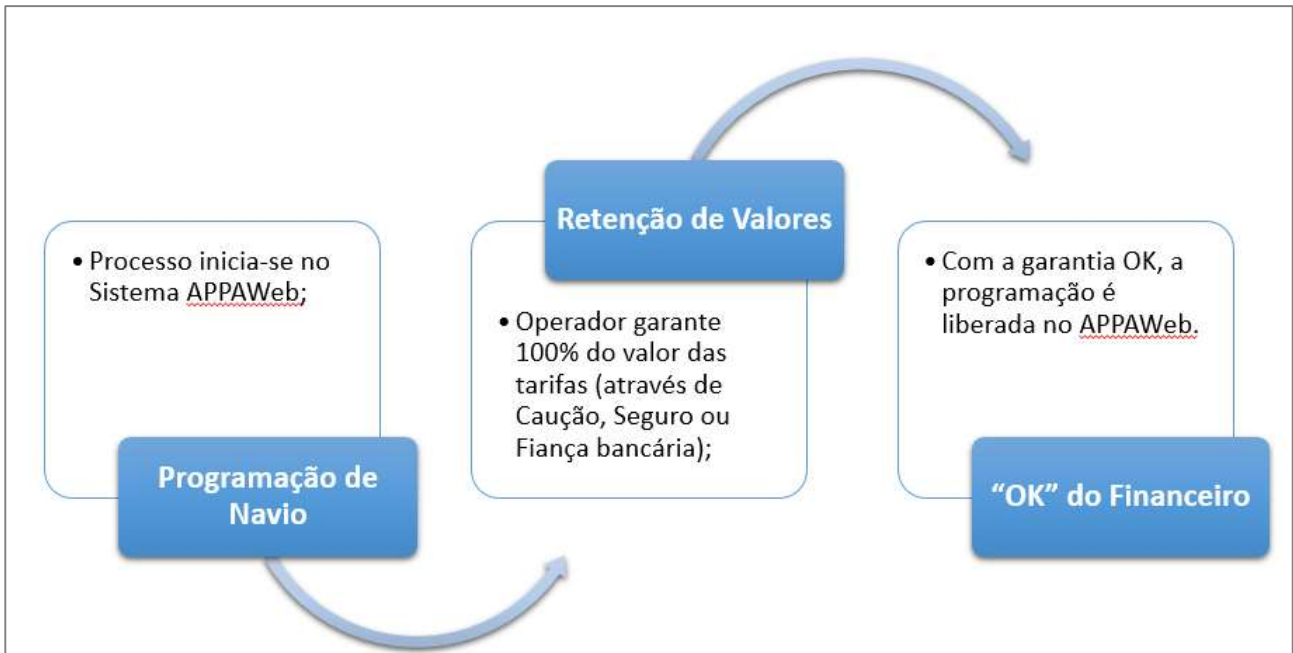 • Processo inicia-se no
Sistema APPAWeb;
Programação de
Navio
Retenção de Valores
• Operador garante
100% do valor das
tarifas (através de
Caução, Seguro ou
Fiança bancária);
• Com a garantia OK, a
programação é
liberada no APPAWeb.
“OK” do Financeiro